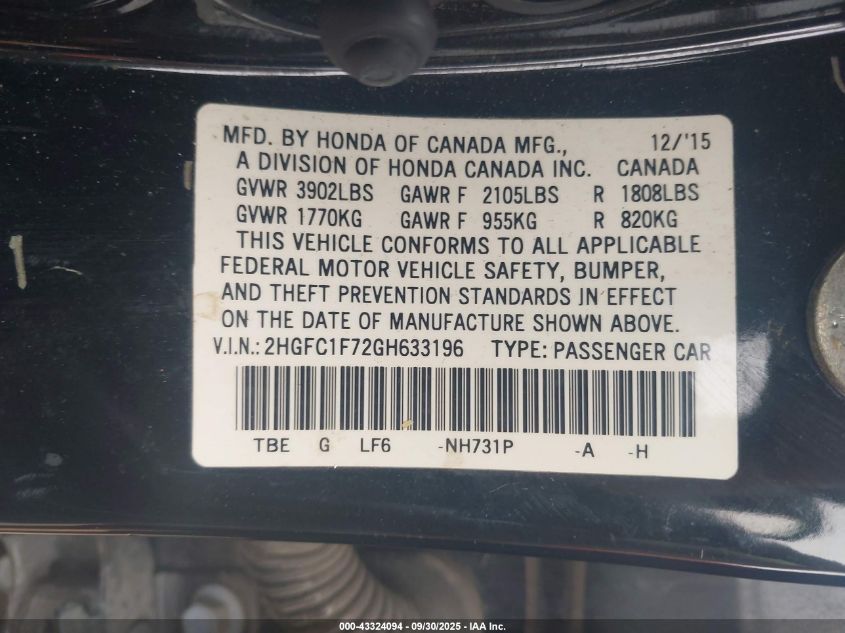 MFD. BY HONDA OF CANADA MFG., 12/'15
A DIVISION OF HONDA CANADA INC. CANADA
GVWR 3902LBS GAWR F 2105LBS R 1808LBS
GVWR 1770KG GAWR F 955KG R 820KG
THIS VEHICLE CONFORMS TO ALL APPLICABLE
FEDERAL MOTOR VEHICLE SAFETY, BUMPER,
AND THEFT PREVENTION STANDARDS IN EFFECT
ON THE DATE OF MANUFACTURE SHOWN ABOVE.
V.I.N.: 2HGFC1F72GH633196 TYPE: PASSENGER CAR
TBE G LF6 -NH731P -A -H
000-43324094 - 09/30/2025 - IAA Inc.